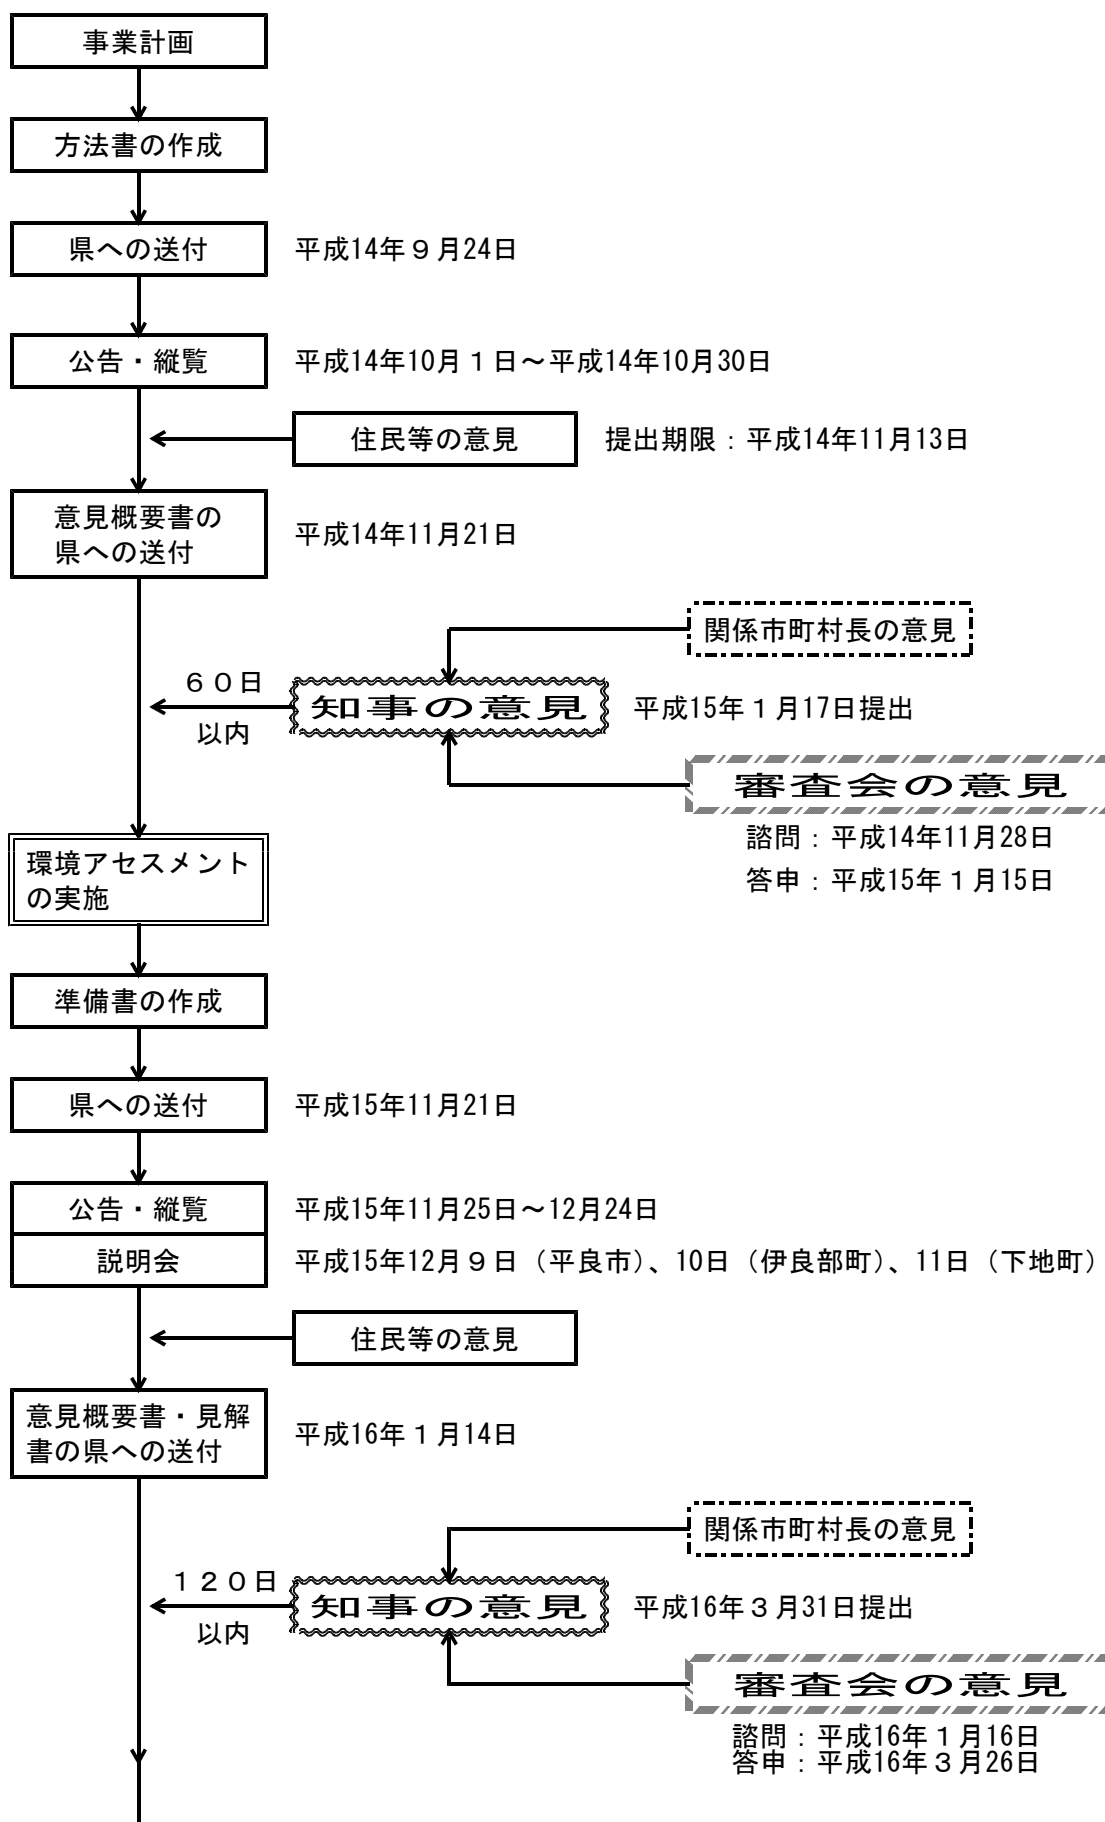 事業計画
方法書の作成
県への送付　平成14年９月24日
公告・縦覧　平成14年10月１日～平成14年10月30日
住民等の意見　提出期限：平成14年11月13日
意見概要書の
県への送付　平成14年11月21日
関係市町村長の意見
６０日
以内
知事の意見　平成15年１月17日提出
審査会の意見
諮問：平成14年11月28日
答申：平成15年１月15日
環境アセスメント
の実施
準備書の作成
県への送付　平成15年11月21日
公告・縦覧　平成15年11月25日～12月24日
説明会　平成15年12月９日（平良市）、10日（伊良部町）、11日（下地町）
住民等の意見
意見概要書・見解
書の県への送付　平成16年１月14日
関係市町村長の意見
１２０日
以内
知事の意見　平成16年３月31日提出
審査会の意見
諮問：平成16年１月16日
答申：平成16年３月26日